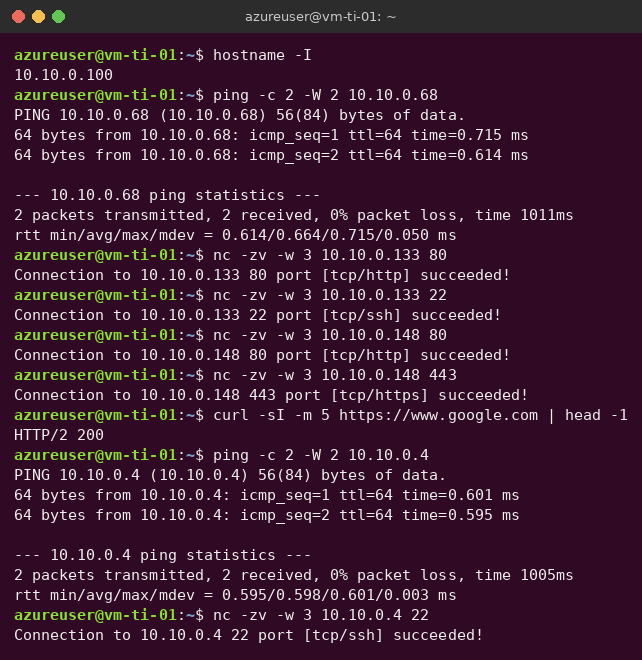 azureuser@vm-ti-01: ~
azureuser@vm-ti-01:~$ hostname -I
10.10.0.100
azureuser@vm-ti-01:~$ ping -c 2 -W 2 10.10.0.68
PING 10.10.0.68 (10.10.0.68) 56(84) bytes of data.
64 bytes from 10.10.0.68: icmp_seq=1 ttl=64 time=0.715 ms
64 bytes from 10.10.0.68: icmp_seq=2 ttl=64 time=0.614 ms

--- 10.10.0.68 ping statistics ---
2 packets transmitted, 2 received, 0% packet loss, time 1011ms
rtt min/avg/max/mdev = 0.614/0.664/0.715/0.050 ms
azureuser@vm-ti-01:~$ nc -zv -w 3 10.10.0.133 80
Connection to 10.10.0.133 80 port [tcp/http] succeeded!
azureuser@vm-ti-01:~$ nc -zv -w 3 10.10.0.133 22
Connection to 10.10.0.133 22 port [tcp/ssh] succeeded!
azureuser@vm-ti-01:~$ nc -zv -w 3 10.10.0.148 80
Connection to 10.10.0.148 80 port [tcp/http] succeeded!
azureuser@vm-ti-01:~$ nc -zv -w 3 10.10.0.148 443
Connection to 10.10.0.148 443 port [tcp/https] succeeded!
azureuser@vm-ti-01:~$ curl -sI -m 5 https://www.google.com | head -1
HTTP/2 200
azureuser@vm-ti-01:~$ ping -c 2 -W 2 10.10.0.4
PING 10.10.0.4 (10.10.0.4) 56(84) bytes of data.
64 bytes from 10.10.0.4: icmp_seq=1 ttl=64 time=0.601 ms
64 bytes from 10.10.0.4: icmp_seq=2 ttl=64 time=0.595 ms

--- 10.10.0.4 ping statistics ---
2 packets transmitted, 2 received, 0% packet loss, time 1005ms
rtt min/avg/max/mdev = 0.595/0.598/0.601/0.003 ms
azureuser@vm-ti-01:~$ nc -zv -w 3 10.10.0.4 22
Connection to 10.10.0.4 22 port [tcp/ssh] succeeded!